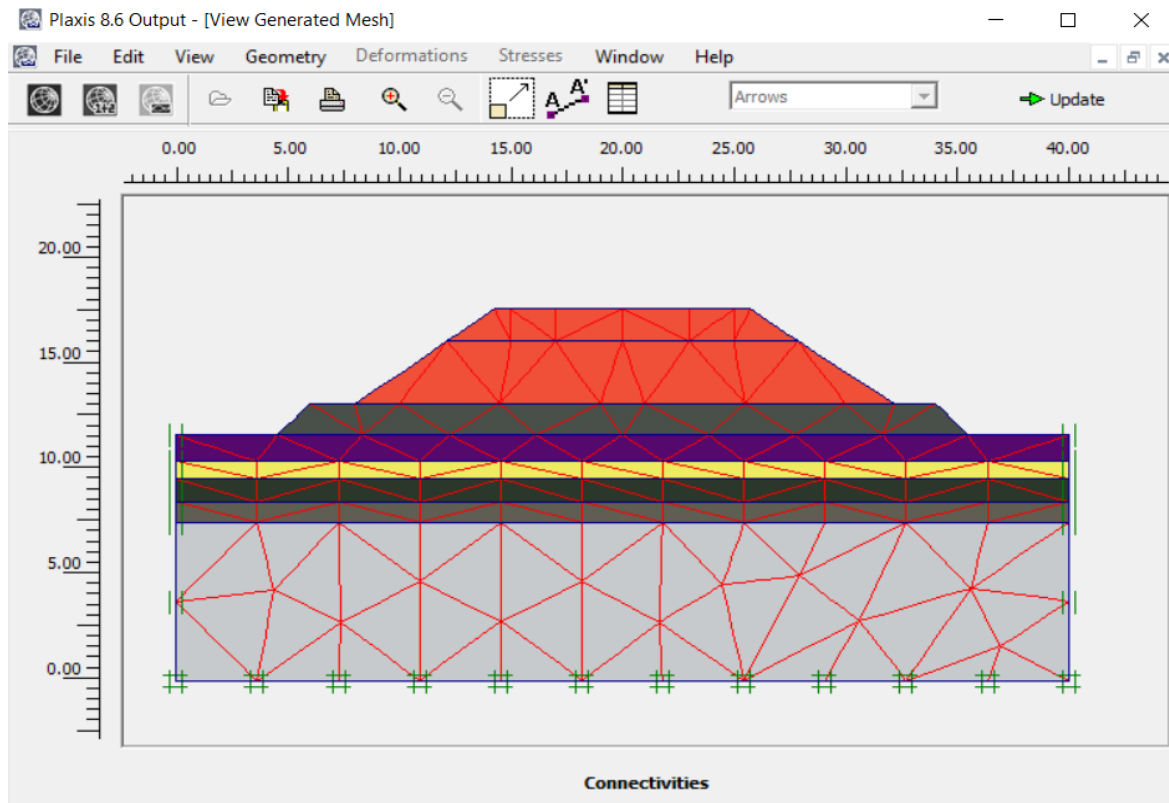 Plaxis 8.6 Output - [View Generated Mesh]
File Edit View Geometry Deformations Stresses Window Help
1+2 A A* Arrows Update
0.00 5.00 10.00 15.00 20.00 25.00 30.00 35.00 40.00
20.00
15.00
10.00
5.00
0.00
Connectivities